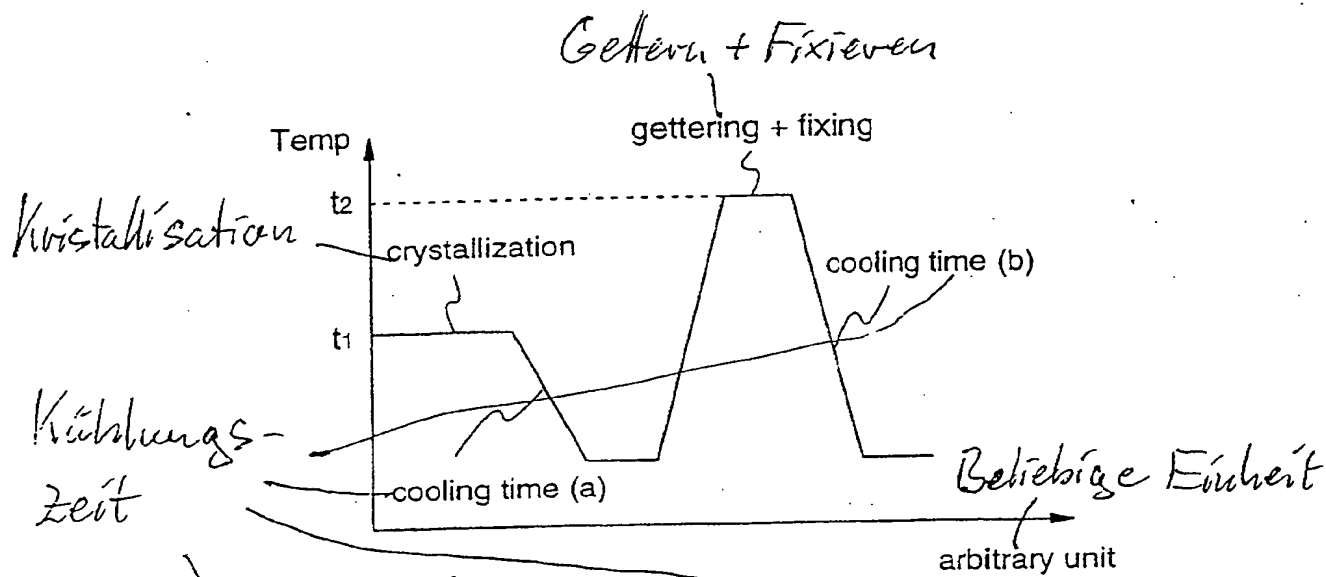 Gettern + Fixieren
gettering + fixing
Temp
t2
Kristallisation
crystallization
cooling time (b)
t1
Kühlungs-
zeit
cooling time (a)
Beliebige Einheit
arbitrary unit